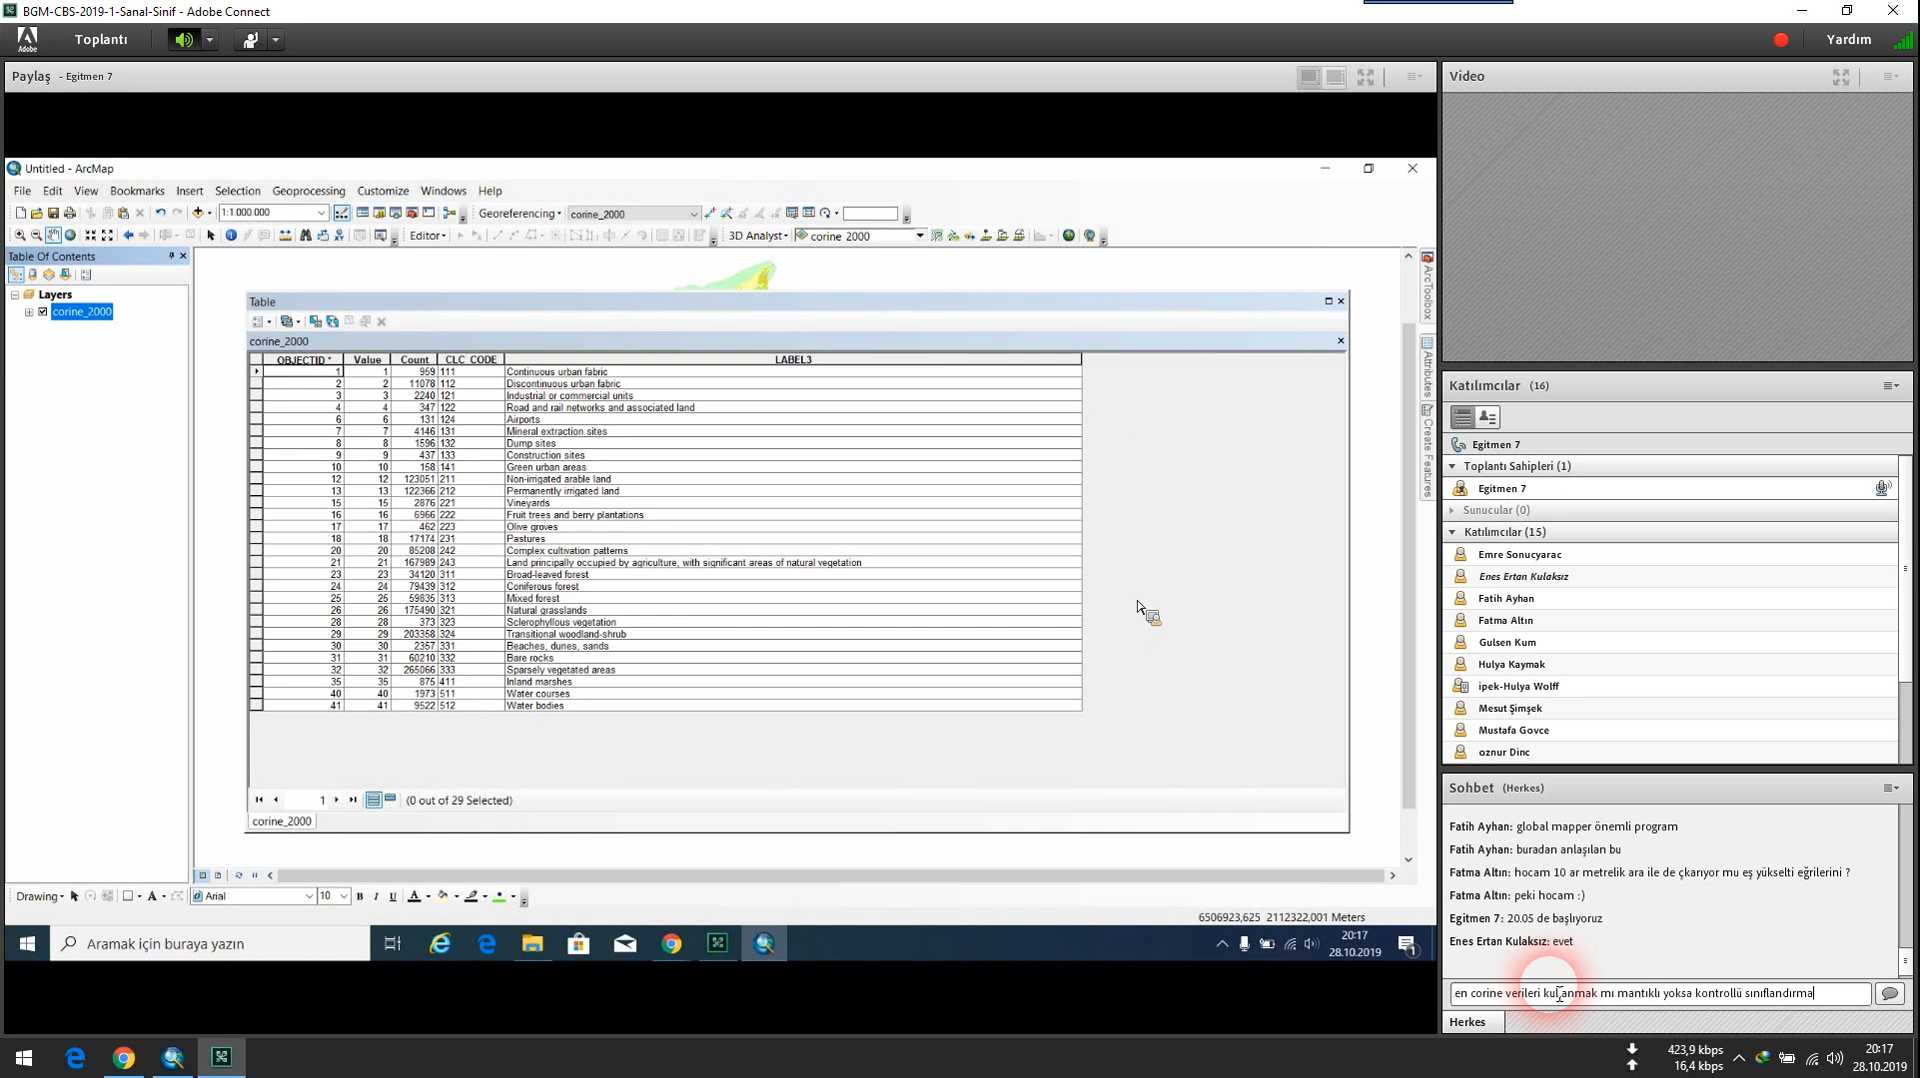 BGM-CBS-2019-1-Sanal-Sinif - Adobe Connect
Adobe
Toplantı
Yardım
Paylaş - Egitmen 7
Untitled - ArcMap
File Edit View Bookmarks Insert Selection Geoprocessing Customize Windows Help
1:1.000.000
Georeferencing
corine_2000
Editor
3D Analyst
corine 2000
Table Of Contents
Layers
corine_2000
Table
corine_2000
OBJECTID * Value Count CLC_CODE LABEL3
1 1 959 111 Continuous urban fabric
2 2 11078 112 Discontinuous urban fabric
3 3 2240 121 Industrial or commercial units
4 4 347 122 Road and rail networks and associated land
6 6 131 124 Airports
7 7 4146 131 Mineral extraction sites
8 8 1596 132 Dump sites
9 9 437 133 Construction sites
10 10 158 141 Green urban areas
12 12 123051 211 Non-irrigated arable land
13 13 122366 212 Permanently irrigated land
15 15 2876 221 Vineyards
16 16 6966 222 Fruit trees and berry plantations
17 17 462 223 Olive groves
18 18 17174 231 Pastures
20 20 85208 242 Complex cultivation patterns
21 21 167989 243 Land principally occupied by agriculture, with significant areas of natural vegetation
23 23 34120 311 Broad-leaved forest
24 24 79439 312 Coniferous forest
25 25 59835 313 Mixed forest
26 26 175490 321 Natural grasslands
28 28 373 323 Sclerophyllous vegetation
29 29 203358 324 Transitional woodland-shrub
30 30 2357 331 Beaches, dunes, sands
31 31 60210 332 Bare rocks
32 32 265066 333 Sparsely vegetated areas
35 35 875 411 Inland marshes
40 40 1973 511 Water courses
41 41 9522 512 Water bodies
1
(0 out of 29 Selected)
corine_2000
ArcToolbox
Attributes
Create Features
Drawing
A
Arial
10
B I U A
6506923,625 2112322,001 Meters
Aramak için buraya yazın
20:17
28.10.2019
1
Video
Katılımcılar (16)
Egitmen 7
Toplantı Sahipleri (1)
Egitmen 7
Sunucular (0)
Katılımcılar (15)
Emre Sonucyarac
Enes Ertan Kulaksız
Fatih Ayhan
Fatma Altın
Gulsen Kum
Hulya Kaymak
ipek-Hulya Wolff
Mesut Şimşek
Mustafa Govce
oznur Dinc
Sohbet (Herkes)
Fatih Ayhan: global mapper önemli program
Fatih Ayhan: buradan anlaşılan bu
Fatma Altın: hocam 10 ar metrelik ara ile de çkarıyor mu eş yükselti eğrilerini ?
Fatma Altın: peki hocam :)
Egitmen 7: 20.05 de başlıyoruz
Enes Ertan Kulaksız: evet
en corine verileri kullanmak mı mantıklı yoksa kontrollü sınıflandırma
Herkes
423,9 kbps
16,4 kbps
20:17
28.10.2019